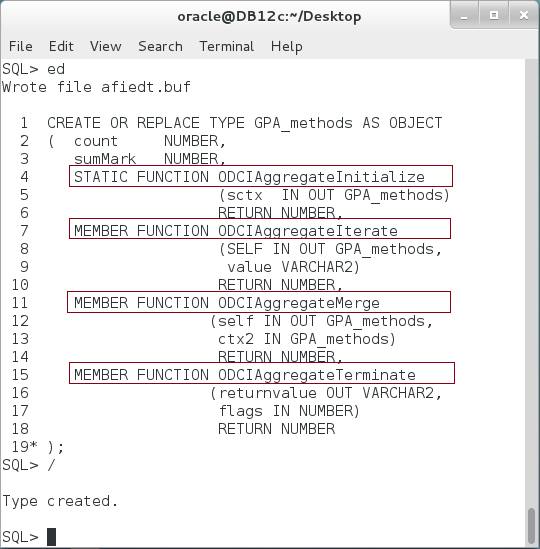 oracle@DB12c:~/Desktop
File Edit View Search Terminal Help
SQL> ed
Wrote file afiedt.buf
1 CREATE OR REPLACE TYPE GPA_methods AS OBJECT
2 ( count NUMBER,
3 sumMark NUMBER,
4 STATIC FUNCTION ODCIAggregateInitialize
5 (sctx IN OUT GPA_methods)
6 RETURN NUMBER,
7 MEMBER FUNCTION ODCIAggregateIterate
8 (SELF IN OUT GPA_methods,
9 value VARCHAR2)
10 RETURN NUMBER,
11 MEMBER FUNCTION ODCIAggregateMerge
12 (self IN OUT GPA_methods,
13 ctx2 IN GPA_methods)
14 RETURN NUMBER,
15 MEMBER FUNCTION ODCIAggregateTerminate
16 (returnvalue OUT VARCHAR2,
17 flags IN NUMBER)
18 RETURN NUMBER
19* );
SQL> /
Type created.
SQL>